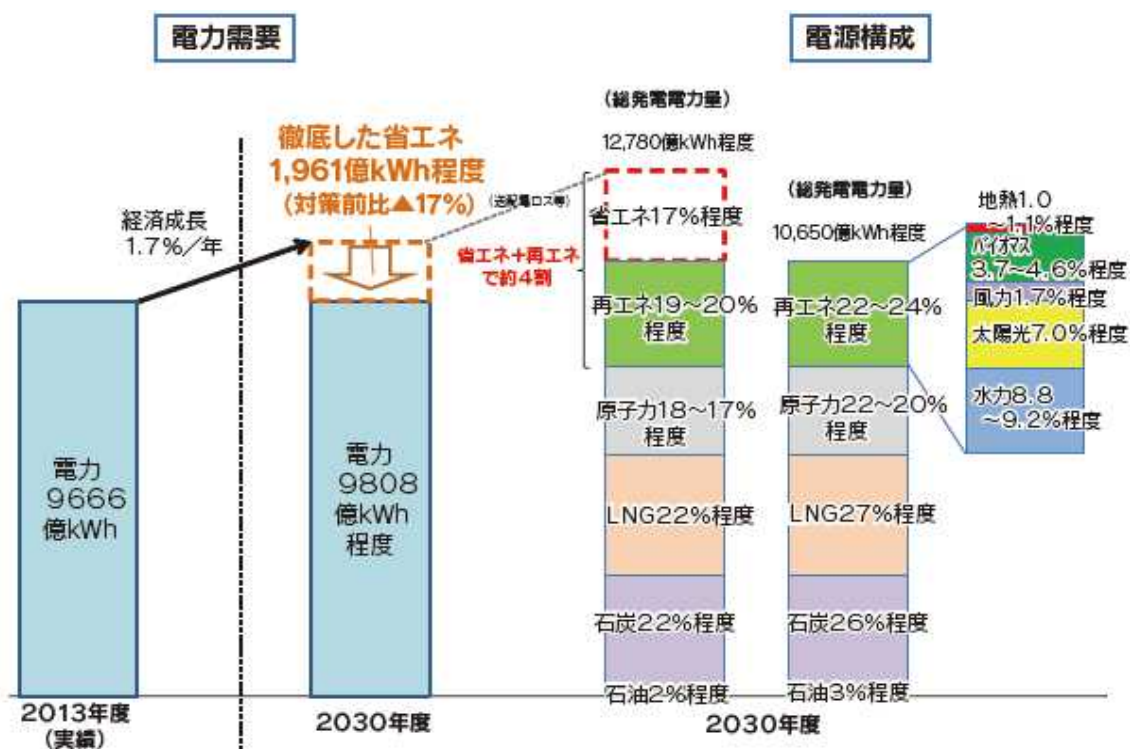 電力需要
電源構成
徹底した省エネ
1,961億kWh程度
(対策前比▲17%)
経済成長
1.7%/年
(送配電ロス等)
電力
9666
億kWh
電力
9808
億kWh
程度
(総発電電力量)
12,780億kWh程度
省エネ17%程度
省エネ+再エネ
で約4割
再エネ19～20%
程度
原子力18～17%
程度
LNG22%程度
石炭22%程度
石油2%程度
(総発電電力量)
10,650億kWh程度
再エネ22～24%
程度
原子力22～20%
程度
LNG27%程度
石炭26%程度
石油3%程度
地熱1.0
～1.1%程度
バイオマス
3.7～4.6%程度
風力1.7%程度
太陽光7.0%程度
水力8.8
～9.2%程度
2013年度
(実績)
2030年度
2030年度